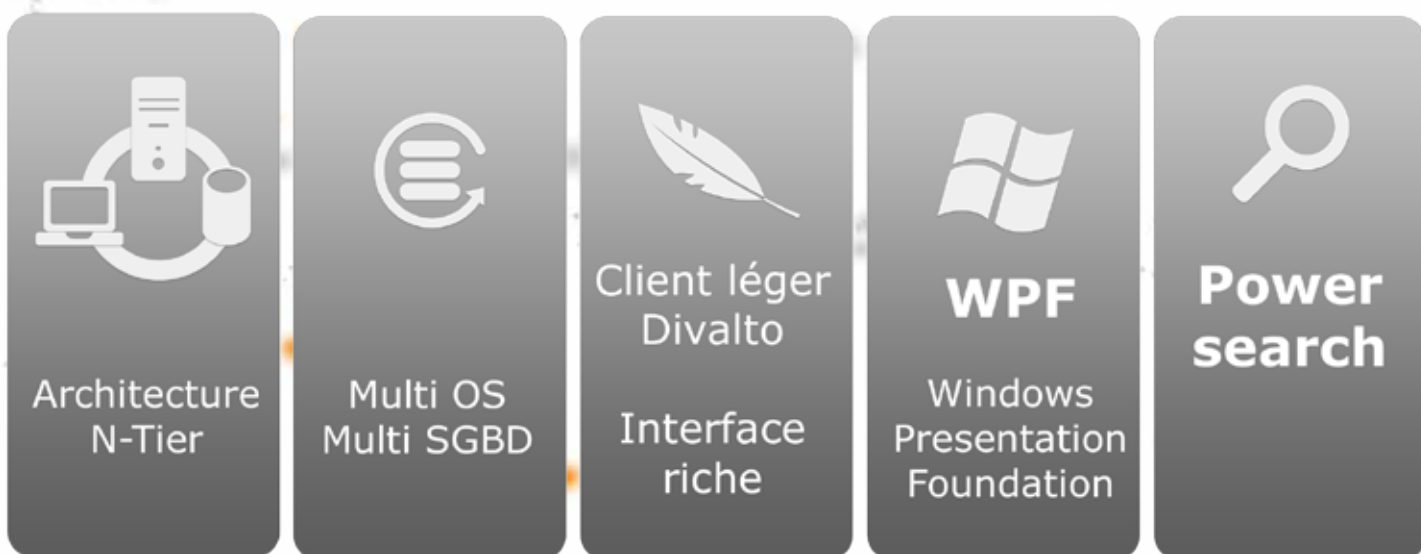 Architecture
N-Tier
Multi OS
Multi SGBD
Client léger
Divalto
Interface
riche
WPF
Windows
Presentation
Foundation
Power
search